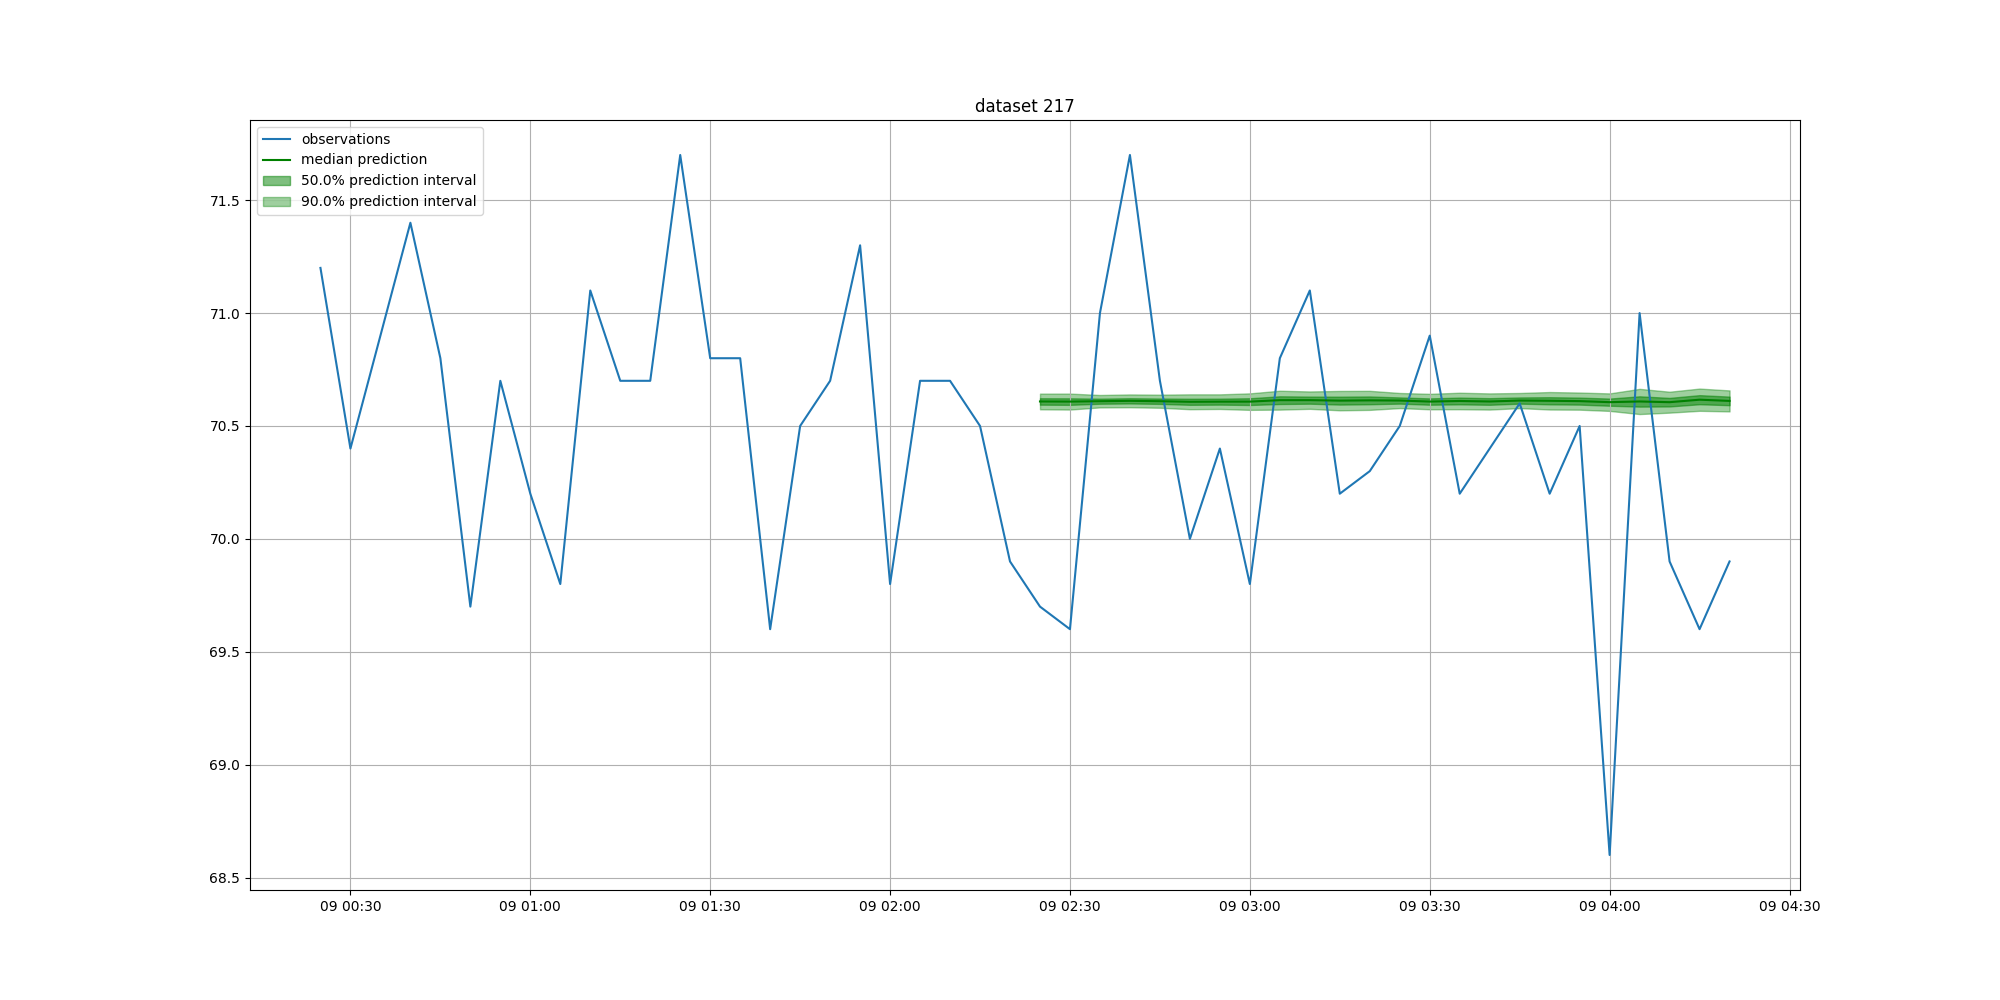 dataset 217
observations
median prediction
50.0% prediction interval
90.0% prediction interval
71.5
71.0
70.5
70.0
69.5
69.0
68.5
09 00:30 09 01:00 09 01:30 09 02:00 09 02:30 09 03:00 09 03:30 09 04:00 09 04:30